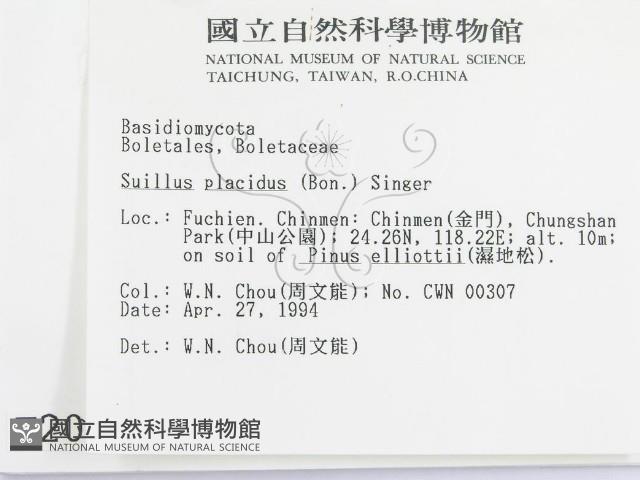 國立自然科學博物館
NATIONAL MUSEUM OF NATURAL SCIENCE
TAICHUNG, TAIWAN, R.O.CHINA
Basidiomycota
Boletales, Boletaceae
Suillus placidus (Bon.) Singer
Loc.: Fuchien. Chinmen: Chinmen(金門), Chungshan
Park(中山公園); 24.26N, 118.22E; alt. 10m;
on soil of Pinus elliottii(濕地松).
Col.: W.N. Chou(周文能); No. CWN 00307
Date: Apr. 27, 1994
Det.: W.N. Chou(周文能)
國立自然科學博物館
NATIONAL MUSEUM OF NATURAL SCIENCE